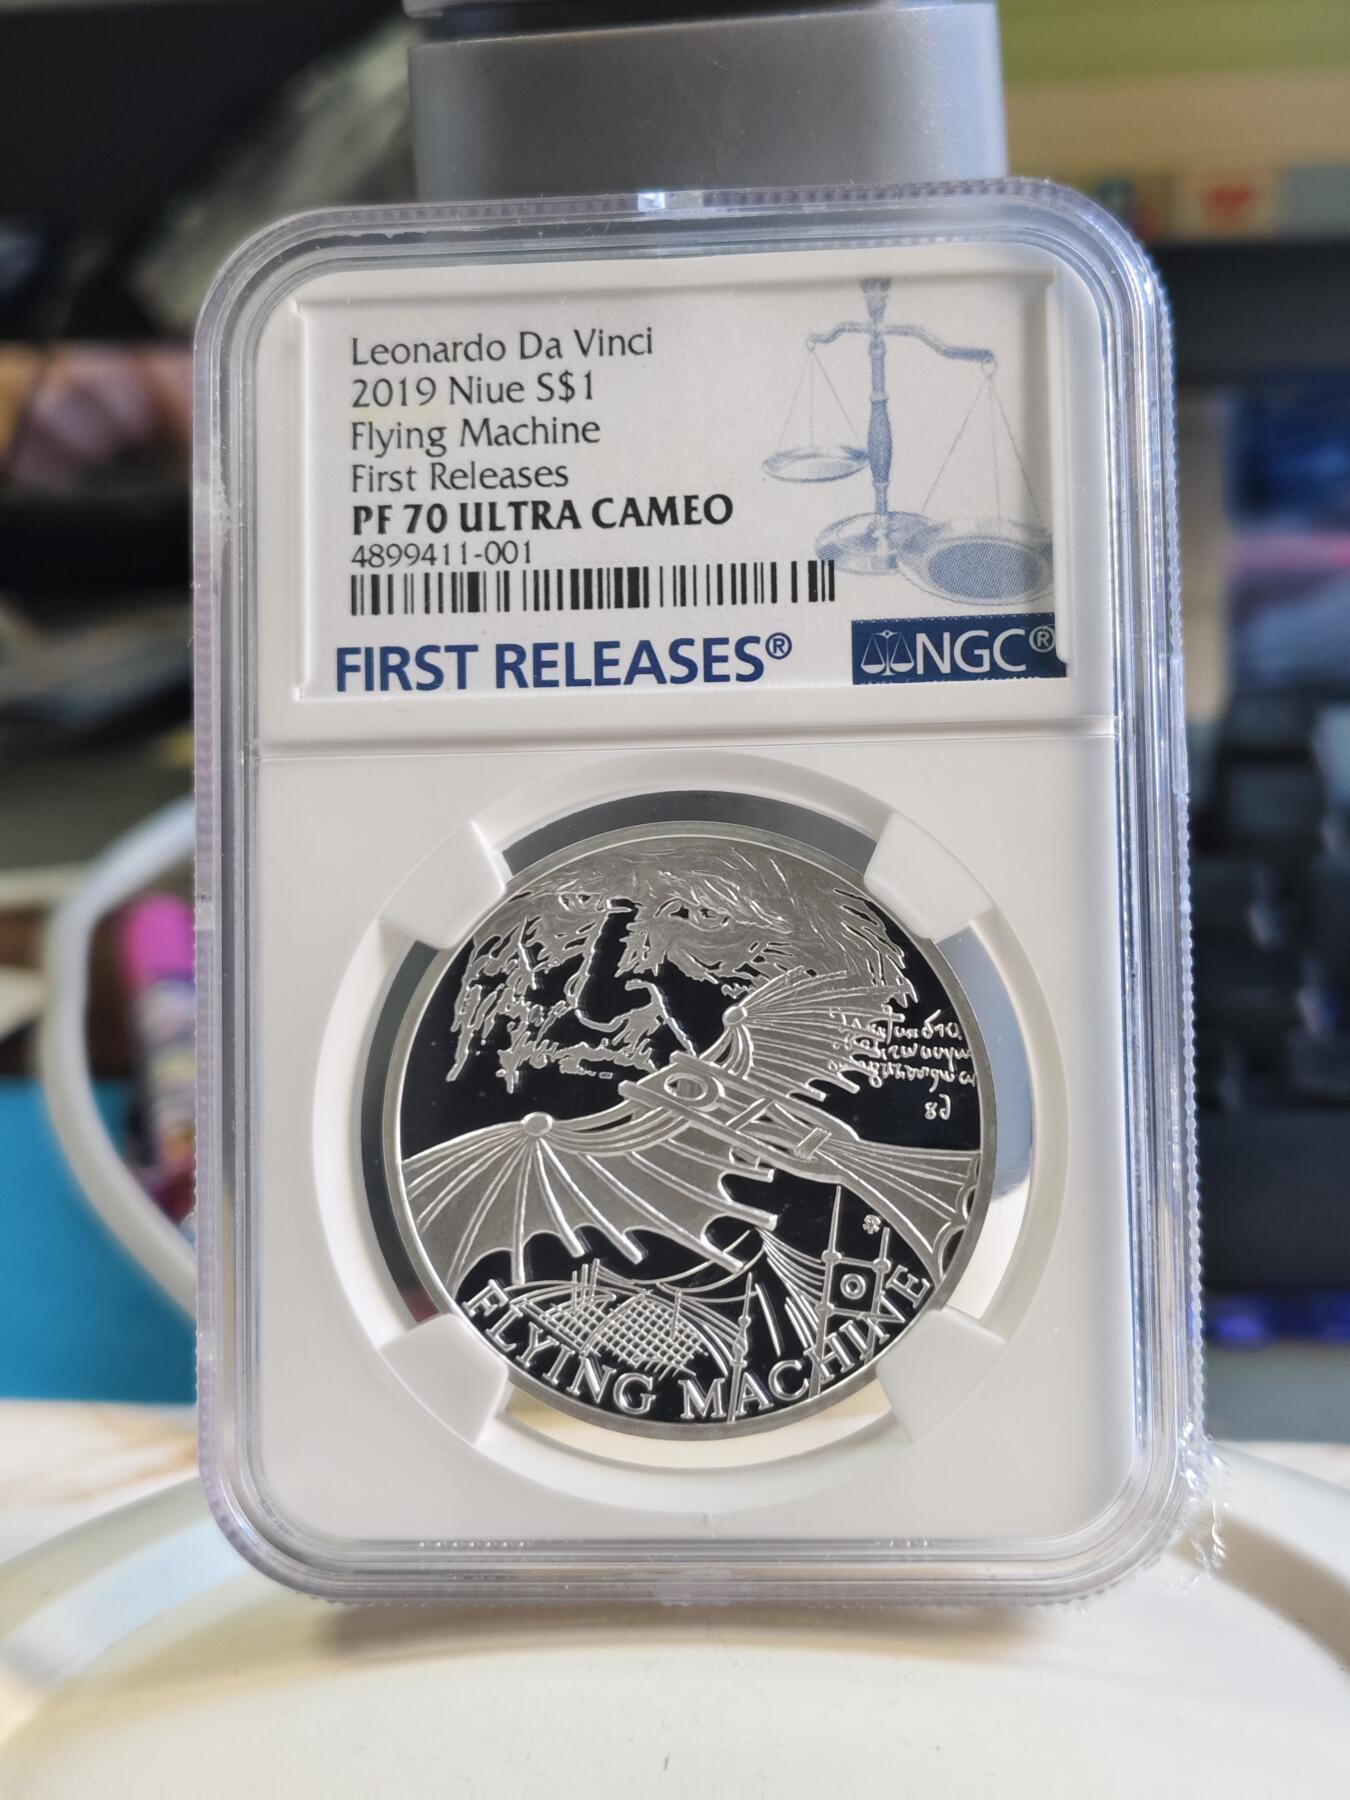 Leonardo Da Vinci
2019 Niue S$1
Flying Machine
First Releases
PF 70 ULTRA CAMEO
4899411-001
FIRST RELEASES®
NGC®
FLYING MACHINE